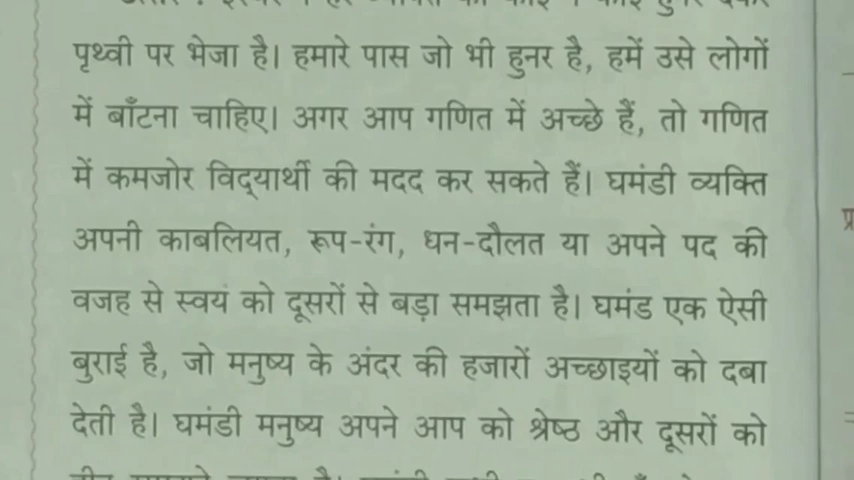 पृथ्वी पर भेजा है। हमारे पास जो भी हुनर है, हमें उसे लोगों
में बाँटना चाहिए। अगर आप गणित में अच्छे हैं, तो गणित
में कमजोर विद्‌यार्थी की मदद कर सकते हैं। घमंडी व्यक्ति
अपनी काबलियत, रूप-रंग, धन-दौलत या अपने पद की
वजह से स्वयं को दूसरों से बड़ा समझता है। घमंड एक ऐसी
बुराई है, जो मनुष्य के अंदर की हजारों अच्छाइयों को दबा
देती है। घमंडी मनुष्य अपने आप को श्रेष्ठ और दूसरों को